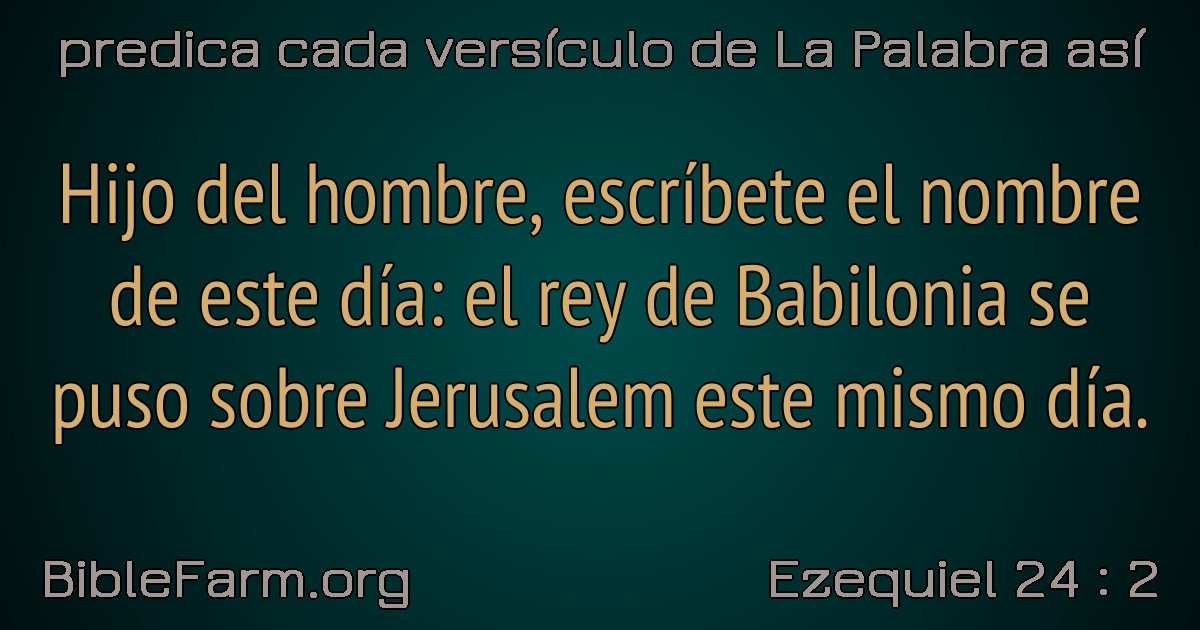 predica cada versículo de La Palabra así
Hijo del hombre, escríbete el nombre
de este día: el rey de Babilonia se
puso sobre Jerusalem este mismo día.
BibleFarm.org
Ezequiel 24 : 2